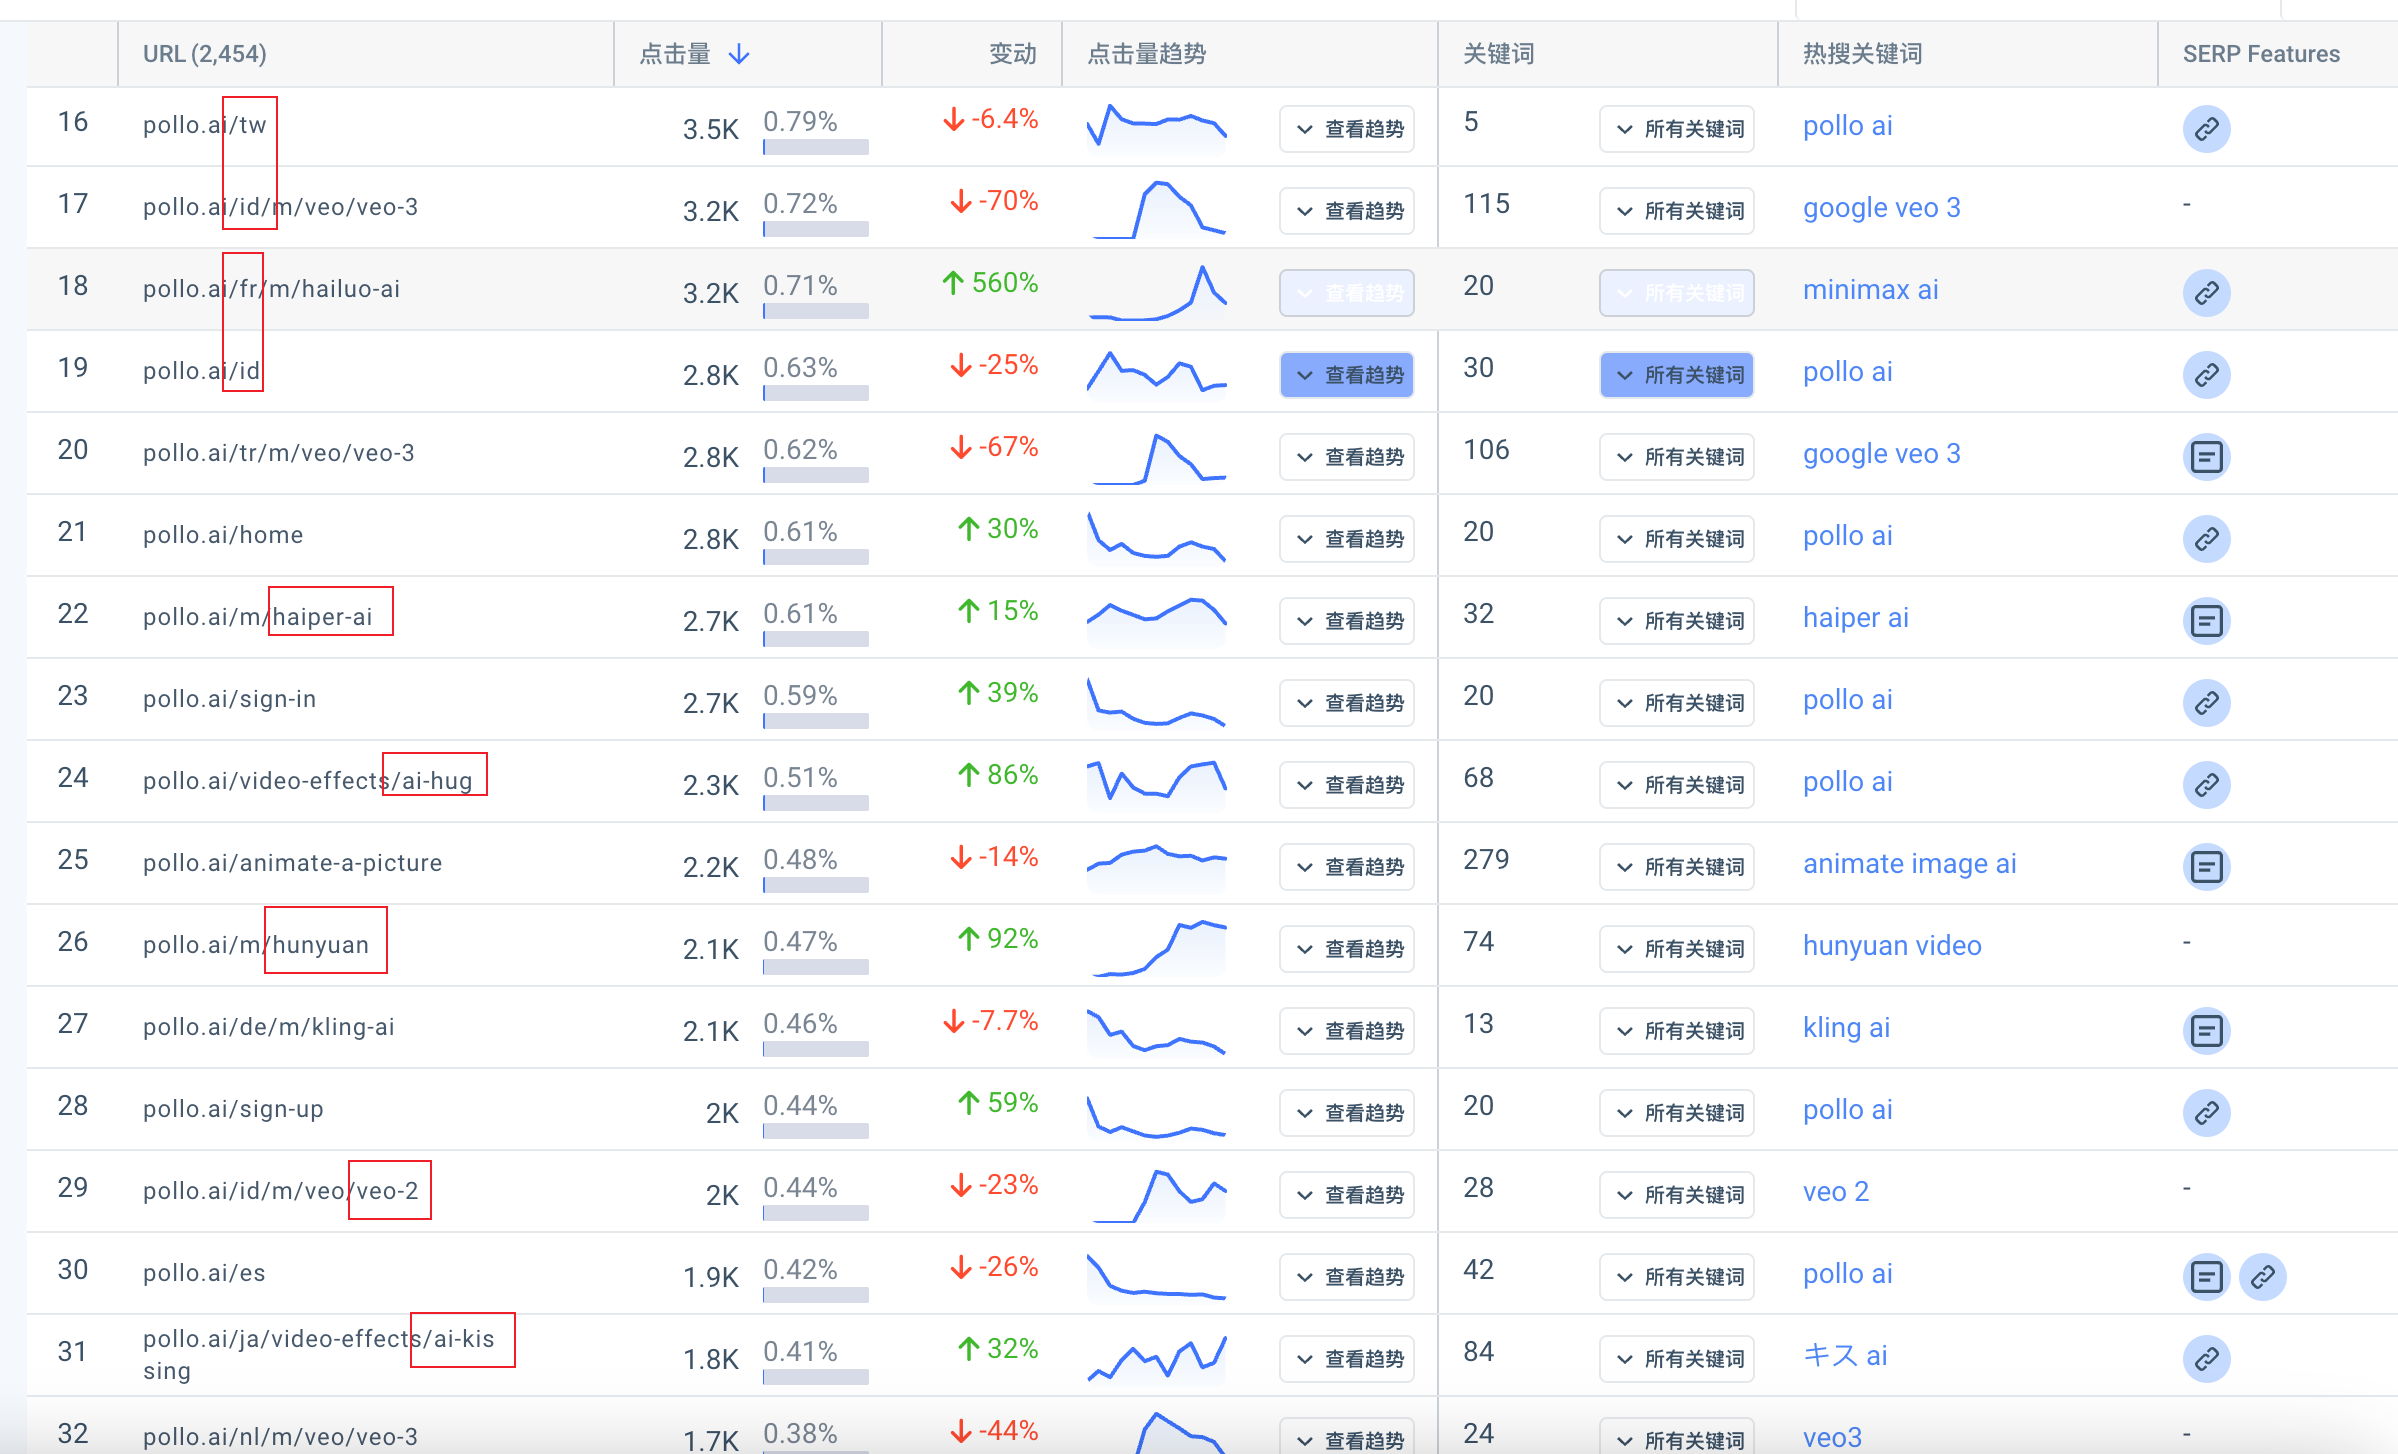 URL (2,454) 点击量 变动 点击量趋势 关键词 热搜关键词 SERP Features
16 pollo.ai/tw 3.5K 0.79% -6.4% 查看趋势 5 所有关键词 pollo ai
17 pollo.ai/id/m/veo/veo-3 3.2K 0.72% -70% 查看趋势 115 所有关键词 google veo 3 -
18 pollo.ai/fr/m/hailuo-ai 3.2K 0.71% 560% 查看趋势 20 所有关键词 minimax ai
19 pollo.ai/id 2.8K 0.63% -25% 查看趋势 30 所有关键词 pollo ai
20 pollo.ai/tr/m/veo/veo-3 2.8K 0.62% -67% 查看趋势 106 所有关键词 google veo 3
21 pollo.ai/home 2.8K 0.61% 30% 查看趋势 20 所有关键词 pollo ai
22 pollo.ai/m/haiper-ai 2.7K 0.61% 15% 查看趋势 32 所有关键词 haiper ai
23 pollo.ai/sign-in 2.7K 0.59% 39% 查看趋势 20 所有关键词 pollo ai
24 pollo.ai/video-effects/ai-hug 2.3K 0.51% 86% 查看趋势 68 所有关键词 pollo ai
25 pollo.ai/animate-a-picture 2.2K 0.48% -14% 查看趋势 279 所有关键词 animate image ai
26 pollo.ai/m/hunyuan 2.1K 0.47% 92% 查看趋势 74 所有关键词 hunyuan video -
27 pollo.ai/de/m/kling-ai 2.1K 0.46% -7.7% 查看趋势 13 所有关键词 kling ai
28 pollo.ai/sign-up 2K 0.44% 59% 查看趋势 20 所有关键词 pollo ai
29 pollo.ai/id/m/veo/veo-2 2K 0.44% -23% 查看趋势 28 所有关键词 veo 2 -
30 pollo.ai/es 1.9K 0.42% -26% 查看趋势 42 所有关键词 pollo ai
31 pollo.ai/ja/video-effects/ai-kis
sing 1.8K 0.41% 32% 查看趋势 84 所有关键词 キス ai
32 pollo.ai/nl/m/veo/veo-3 1.7K 0.38% -44% 查看趋势 24 所有关键词 veo3 -